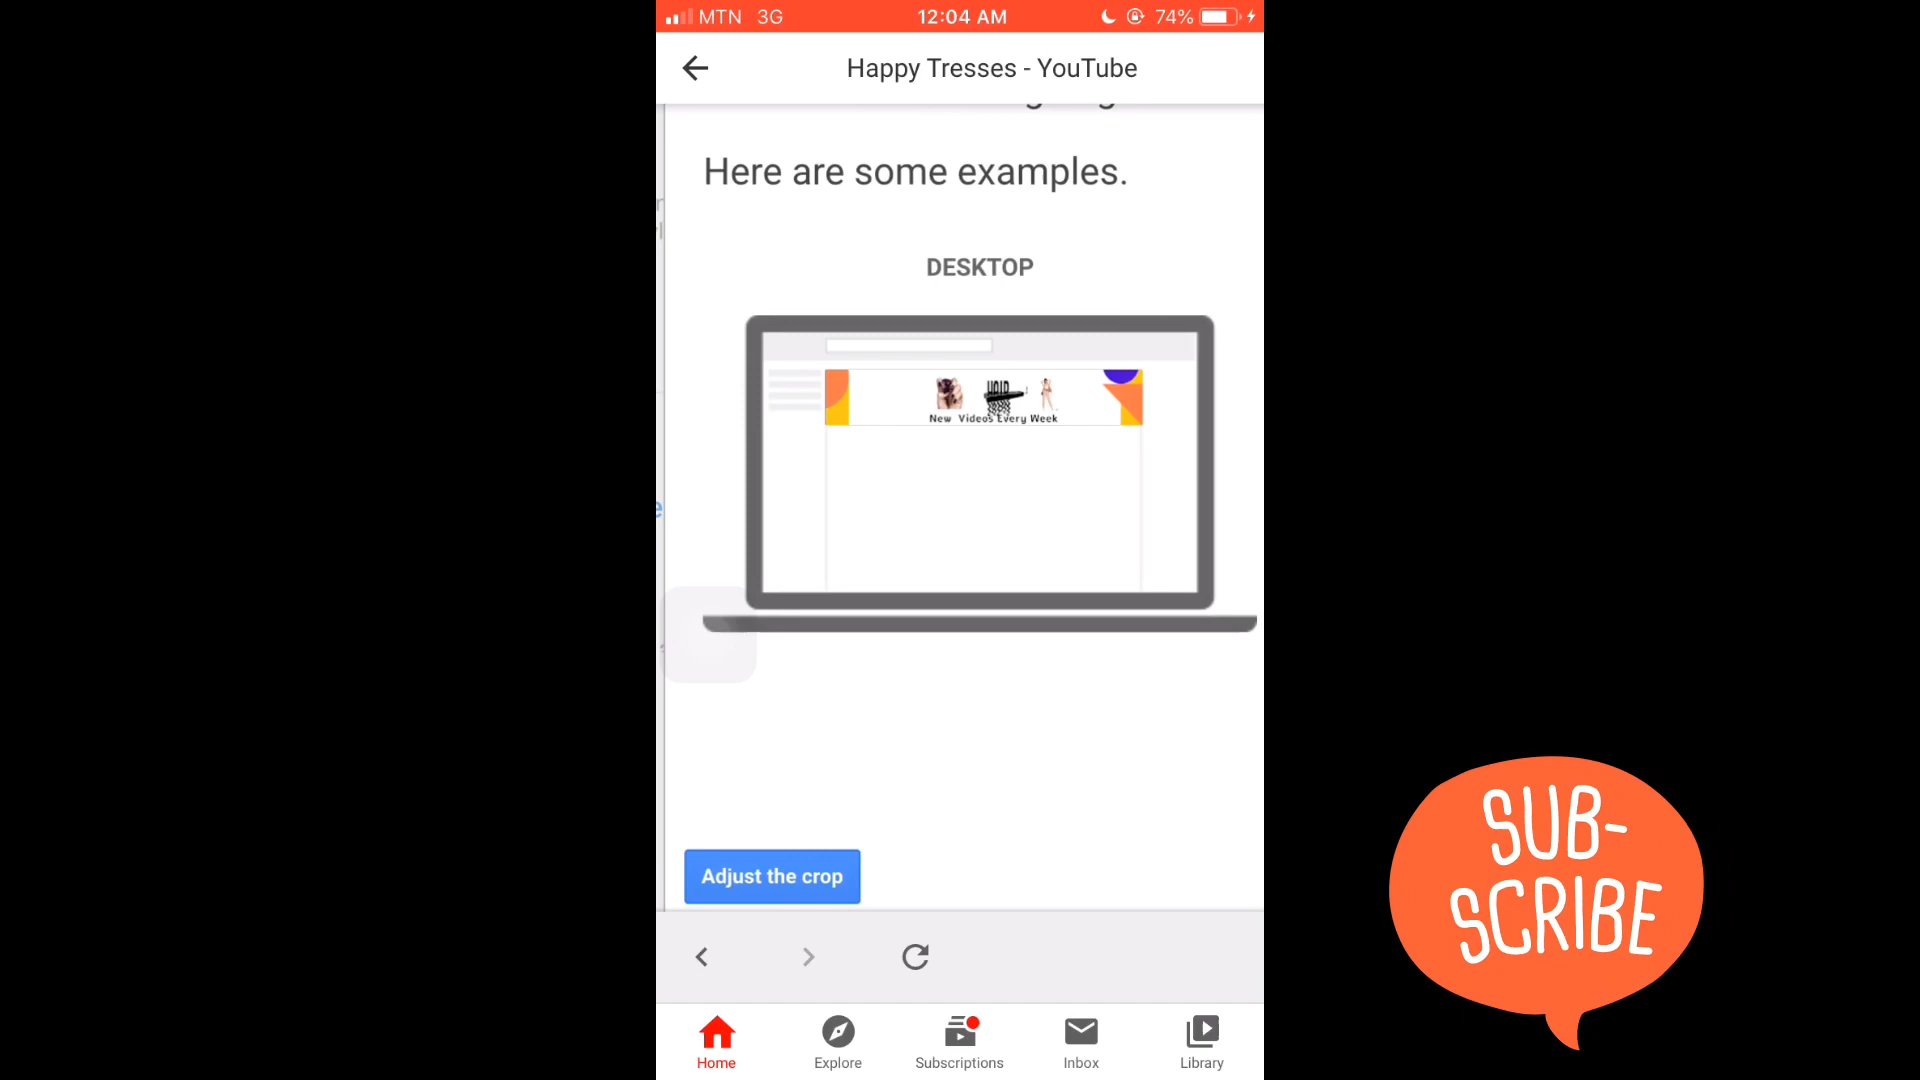 MTN 3G 12:04 AM 74%
Happy Tresses - YouTube
Here are some examples.
DESKTOP
HAIR
New Videos Every Week
Adjust the crop
SUB-
SCRIBE
Home Explore Subscriptions Inbox Library